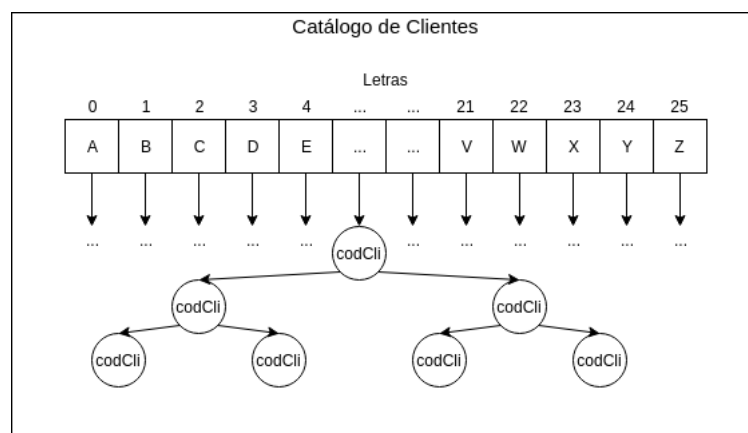 Catálogo de Clientes
Letras
0 1 2 3 4 ... ... 21 22 23 24 25
A B C D E ... ... V W X Y Z
... ... ... ... ... ... ... ... ... ... ...
codCli
codCli codCli
codCli codCli codCli codCli